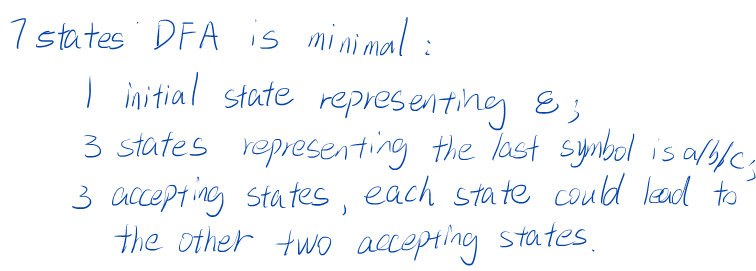 7 states DFA is minimal :
1 initial state representing ε ;
3 states representing the last symbol is a/b/c ;
3 accepting states , each state could lead to
the other two accepting states .